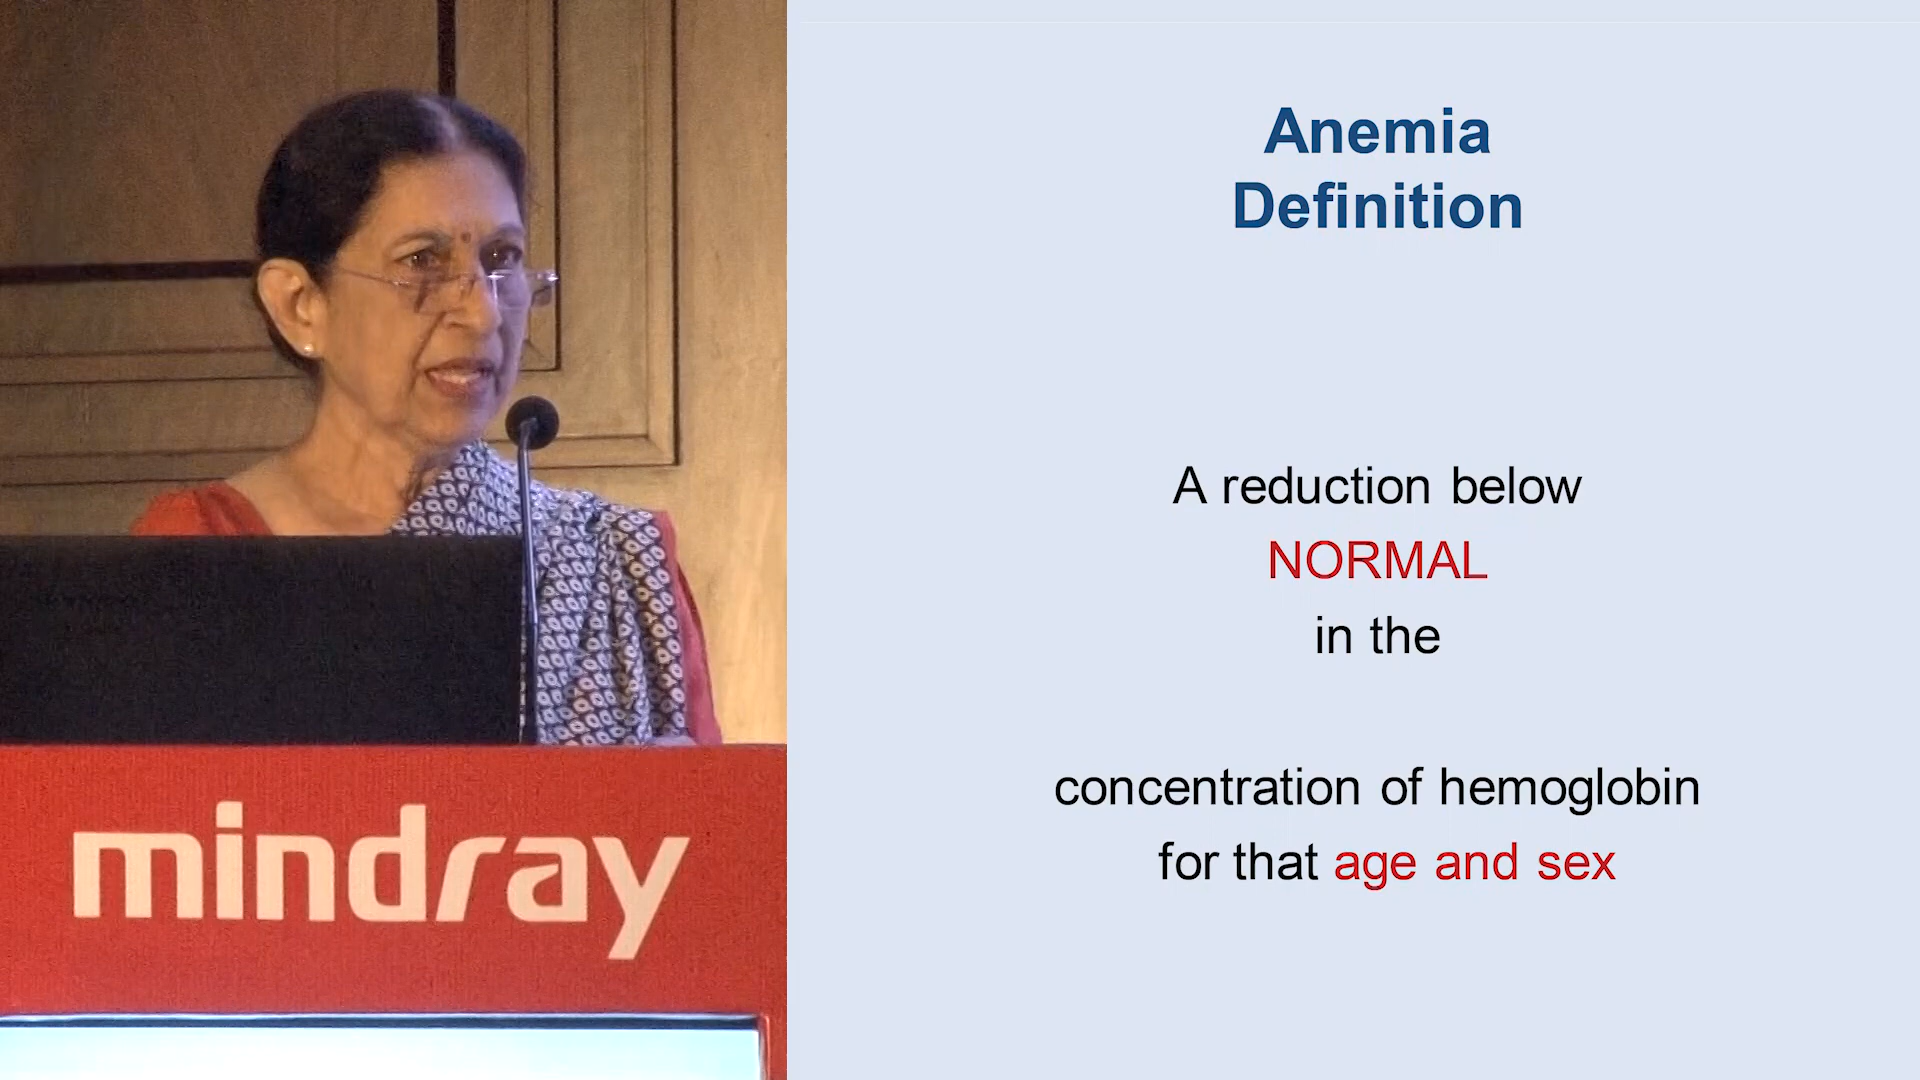 mindray
Anemia
Definition
A reduction below
NORMAL
in the
concentration of hemoglobin
for that age and sex